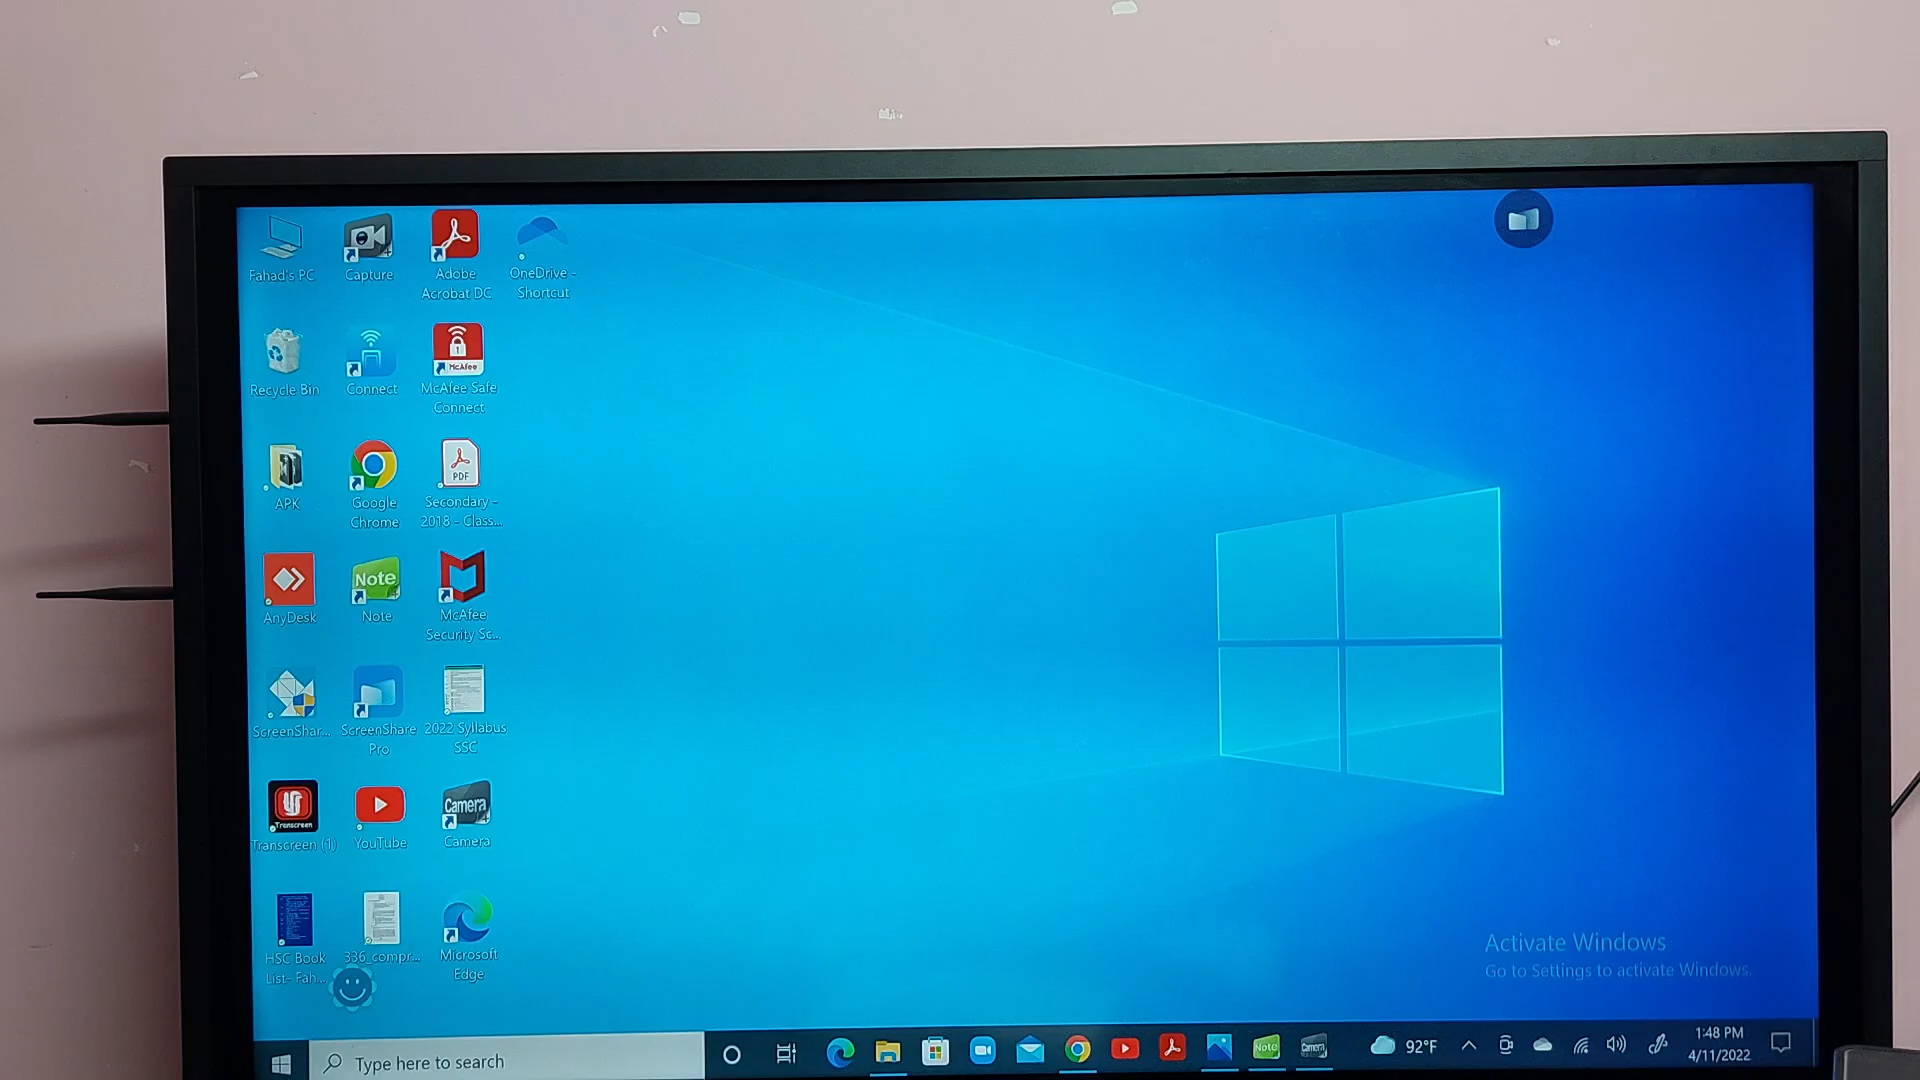 Fahad's PC
Capture
Adobe
Acrobat DC
OneDrive -
Shortcut
Recycle Bin
Connect
McAfee
McAfee Safe
Connect
APK
Google
Chrome
PDF
Secondary -
2018 - Class...
AnyDesk
Note
Note
McAfee
Security Sc...
ScreenShar...
ScreenShare
Pro
2022 Syllabus
SSC
Transcreen
Transcreen (1)
YouTube
Camera
Camera
HSC Book
List- Fah...
336_compr...
Microsoft
Edge
Activate Windows
Go to Settings to activate Windows.
Type here to search
Note
Camera
92°F
1:48 PM
4/11/2022